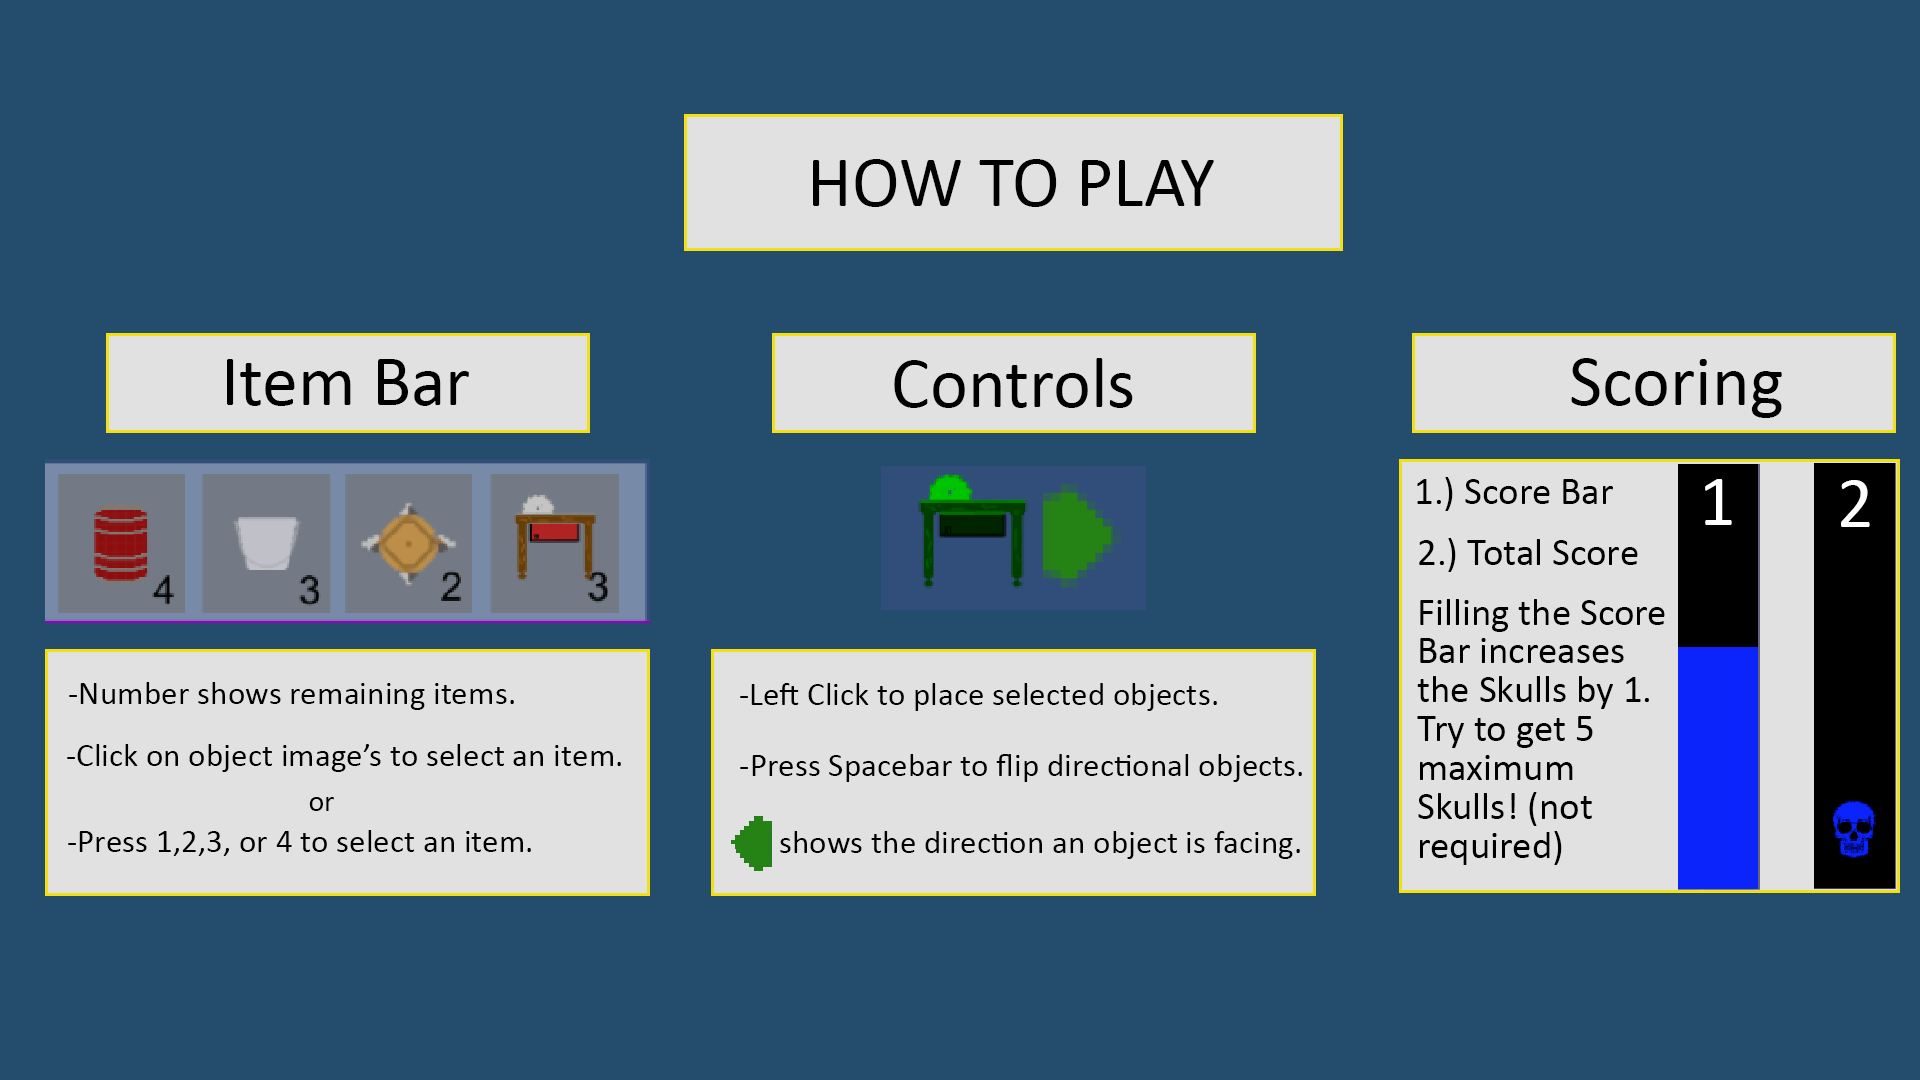 HOW TO PLAY
Item Bar
4
3
2
3
-Number shows remaining items.
-Click on object image’s to select an item.
or
-Press 1,2,3, or 4 to select an item.
Controls
-Left Click to place selected objects.
-Press Spacebar to flip directional objects.
shows the direction an object is facing.
Scoring
1.) Score Bar
2.) Total Score
Filling the Score
Bar increases
the Skulls by 1.
Try to get 5
maximum
Skulls! (not
required)
1
2